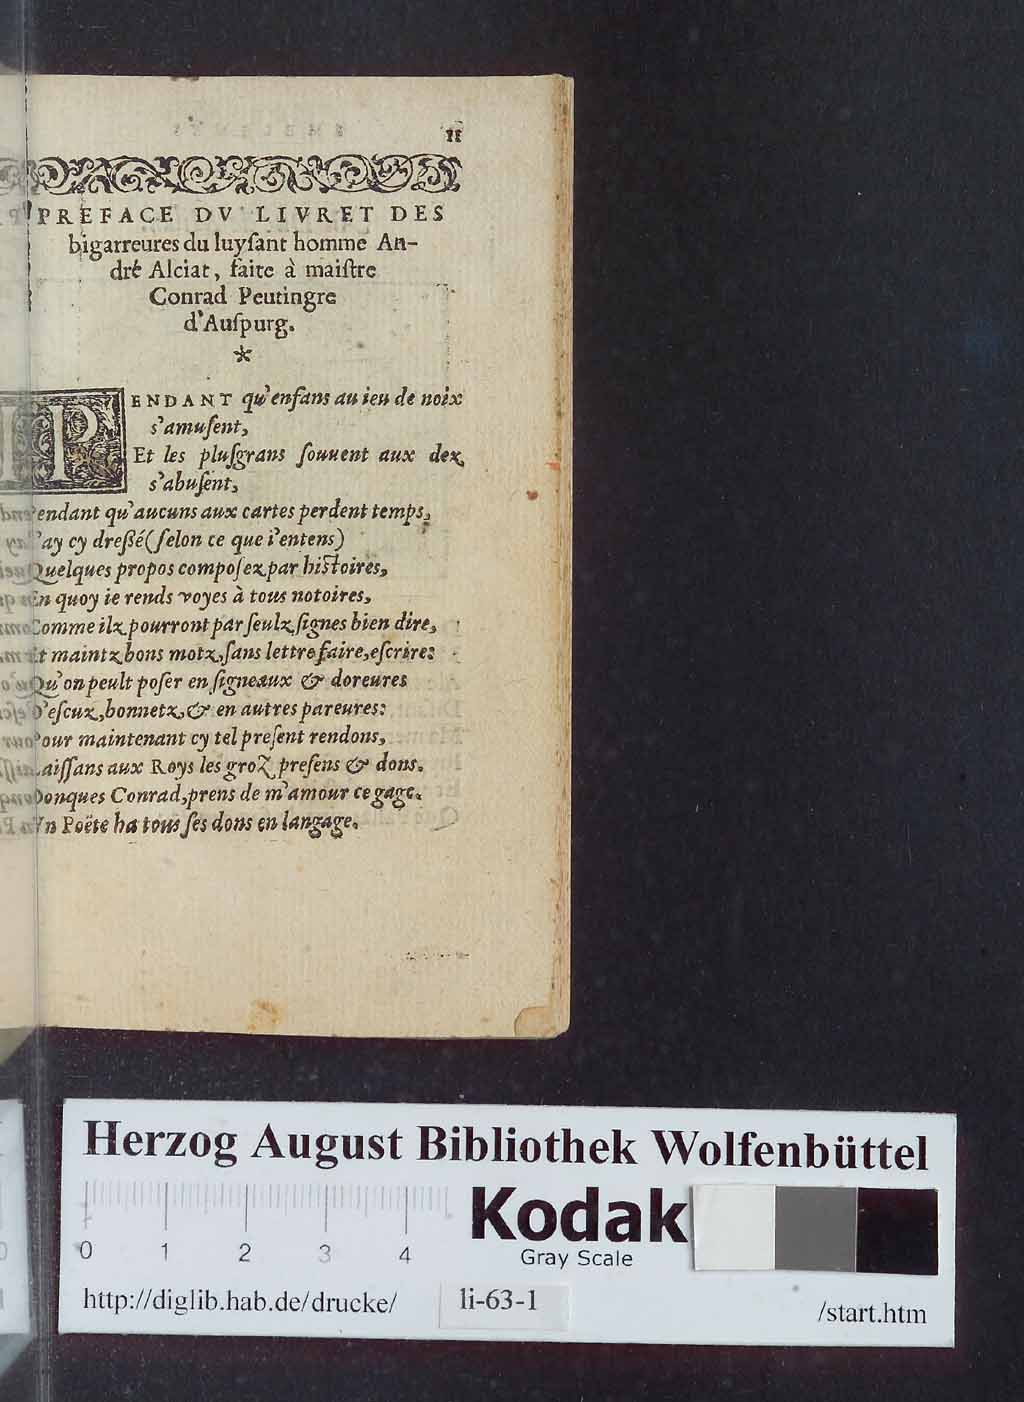 11
PREFACE DV LIVRET DES
bigarreures du luyſant homme An-
dré Alciat, faite à maiſtre
Conrad Peutingre
d'Auſpurg.
*
PENDANT qu'enfans au ieu de noix
s'amuſent,
Et les pluſgrans ſouuent aux dez
s'abuſent,
Pendant qu'aucuns aux cartes perdent temps,
I'ay cy dreßé (ſelon ce que i'entens)
Quelques propos compoſez par hiſtoires,
En quoy ie rends voyes à tous notoires,
Comme ilz pourront par ſeulz ſignes bien dire,
Et maintz bons motz, ſans lettre faire, eſcrire:
Qu'on peult poſer en ſigneaux & doreures
D'eſcuz, bonnetz, & en autres pareures:
Pour maintenant cy tel preſent rendons,
Laiſſans aux Roys les groz preſens & dons.
Donques Conrad, prens de m'amour ce gage.
Vn Poëte ha tous ſes dons en langage.
Herzog August Bibliothek Wolfenbüttel
0 1 2 3 4
Kodak
Gray Scale
http://diglib.hab.de/drucke/ li-63-1 /start.htm